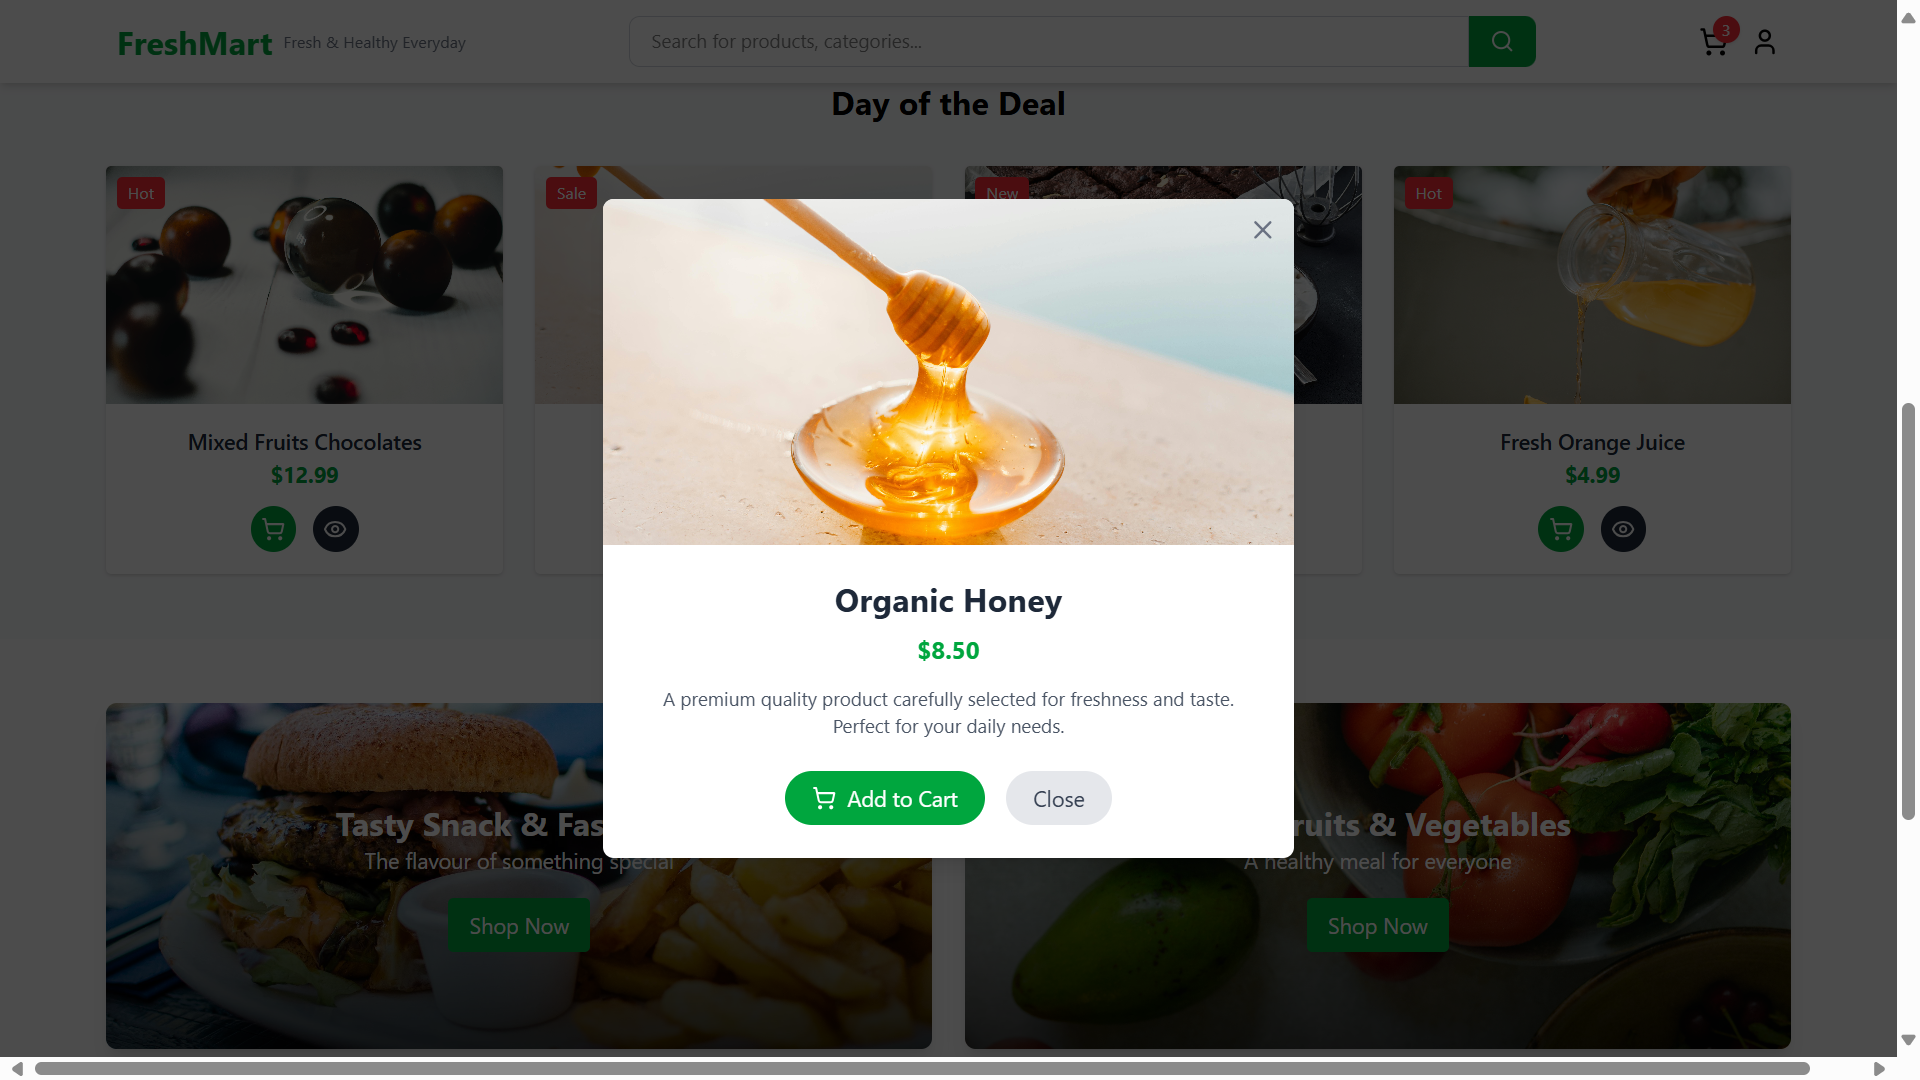 FreshMart Fresh & Healthy Everyday
Search for products, categories...
3
Day of the Deal
Hot
Sale
New
Hot
Mixed Fruits Chocolates
$12.99
Fresh Orange Juice
$4.99
Organic Honey
$8.50
A premium quality product carefully selected for freshness and taste.
Perfect for your daily needs.
Add to Cart
Close
Tasty Snack & Fas
The flavour of something special
Shop Now
ruits & Vegetables
A healthy meal for everyone
Shop Now